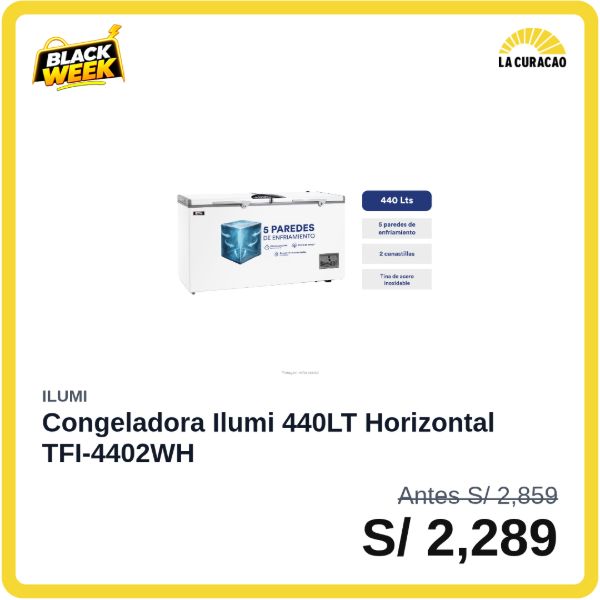 BLACK
WEEK
LA CURACAO
440 Lts
5 paredes de
enfriamiento
2 canastillas
Tina de acero
inoxidable
5 PAREDES
DE ENFRIAMIENTO
ILUMI
Congeladora Ilumi 440LT Horizontal
TFI-4402WH
Antes S/ 2,859
S/ 2,289